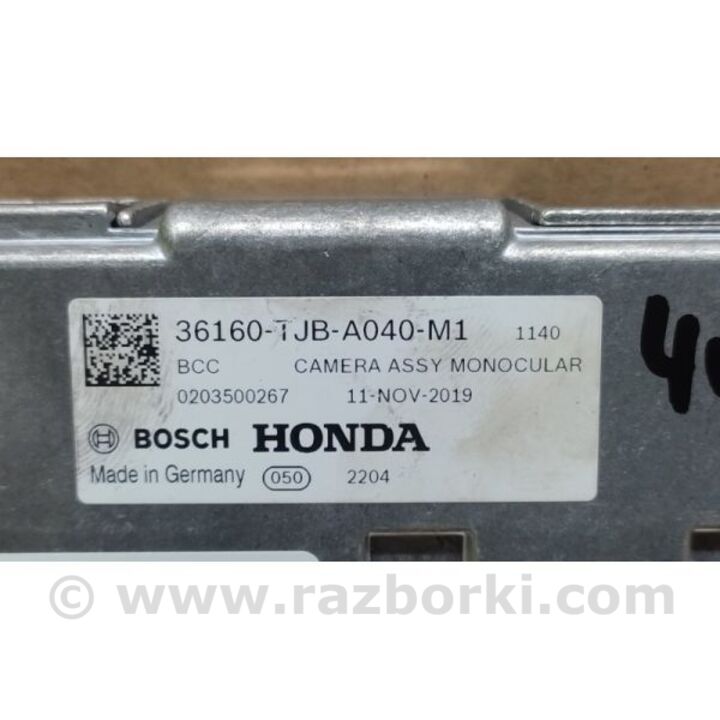 36160-TJB-A040-M1 1140
BCC CAMERA ASSY MONOCULAR
0203500267 11-NOV-2019
BOSCH HONDA
Made in Germany 050 2204
© www.razborki.com